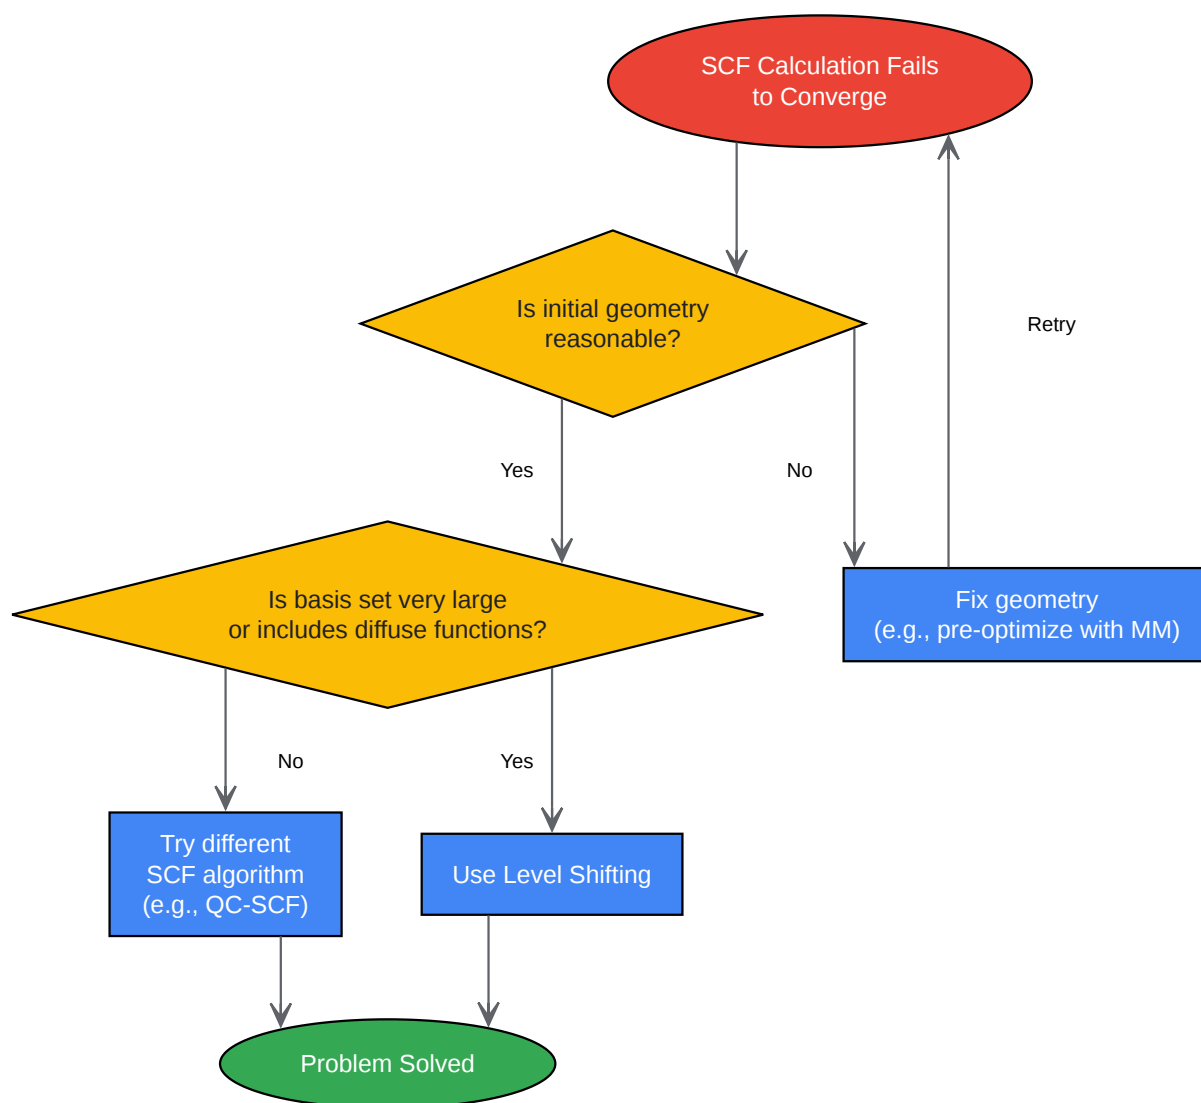 SCF Calculation Fails
to Converge
Is initial geometry
reasonable?
Retry
Yes
No
Is basis set very large
or includes diffuse functions?
Fix geometry
(e.g., pre-optimize with MM)
No
Yes
Try different
SCF algorithm
(e.g., QC-SCF)
Use Level Shifting
Problem Solved